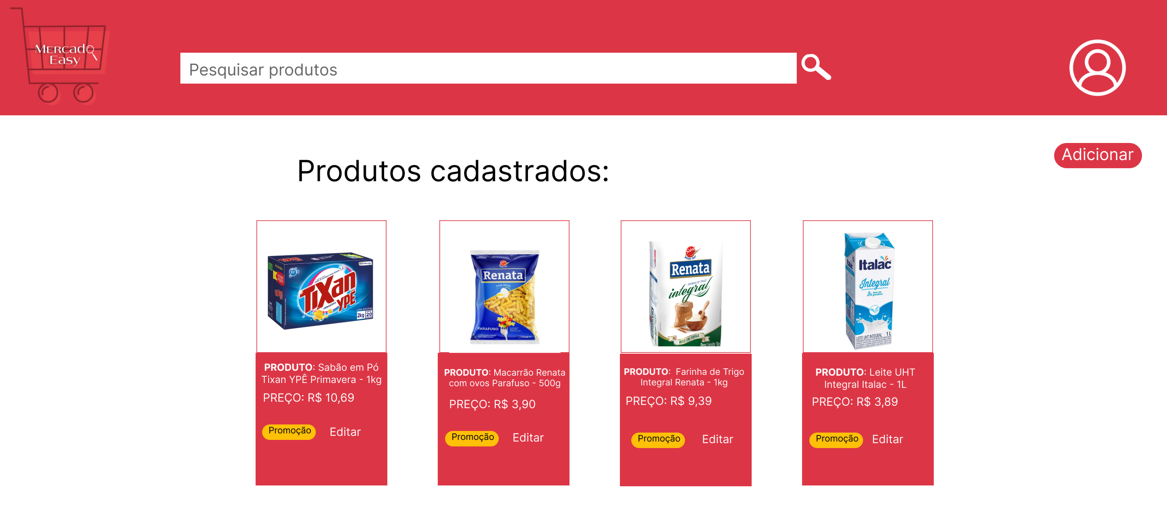 Mercado
Easy
Pesquisar produtos
Adicionar
Produtos cadastrados:
TIXAN
YPÊ
Renata
PARAFUSO
Renata
integral
Italac
Integral
1L
PRODUTO: Sabão em Pó
Tixan YPÊ Primavera - 1kg
PREÇO: R$ 10,69
Promoção
Editar
PRODUTO: Macarrão Renata
com ovos Parafuso - 500g
PREÇO: R$ 3,90
Promoção
Editar
PRODUTO:  Farinha de Trigo
Integral Renata - 1kg
PREÇO: R$ 9,39
Promoção
Editar
PRODUTO: Leite UHT
Integral Italac - 1L
PREÇO: R$ 3,89
Promoção
Editar